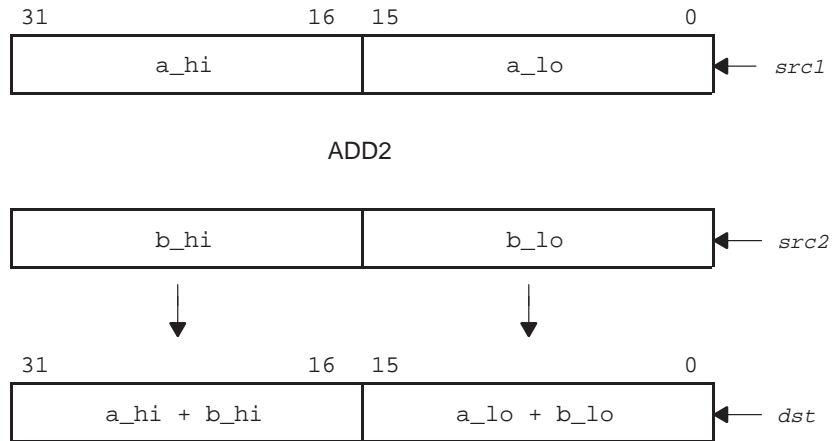 31 16 15 0
a_hi a_lo src1
ADD2
b_hi b_lo src2
31 16 15 0
a_hi + b_hi a_lo + b_lo dst